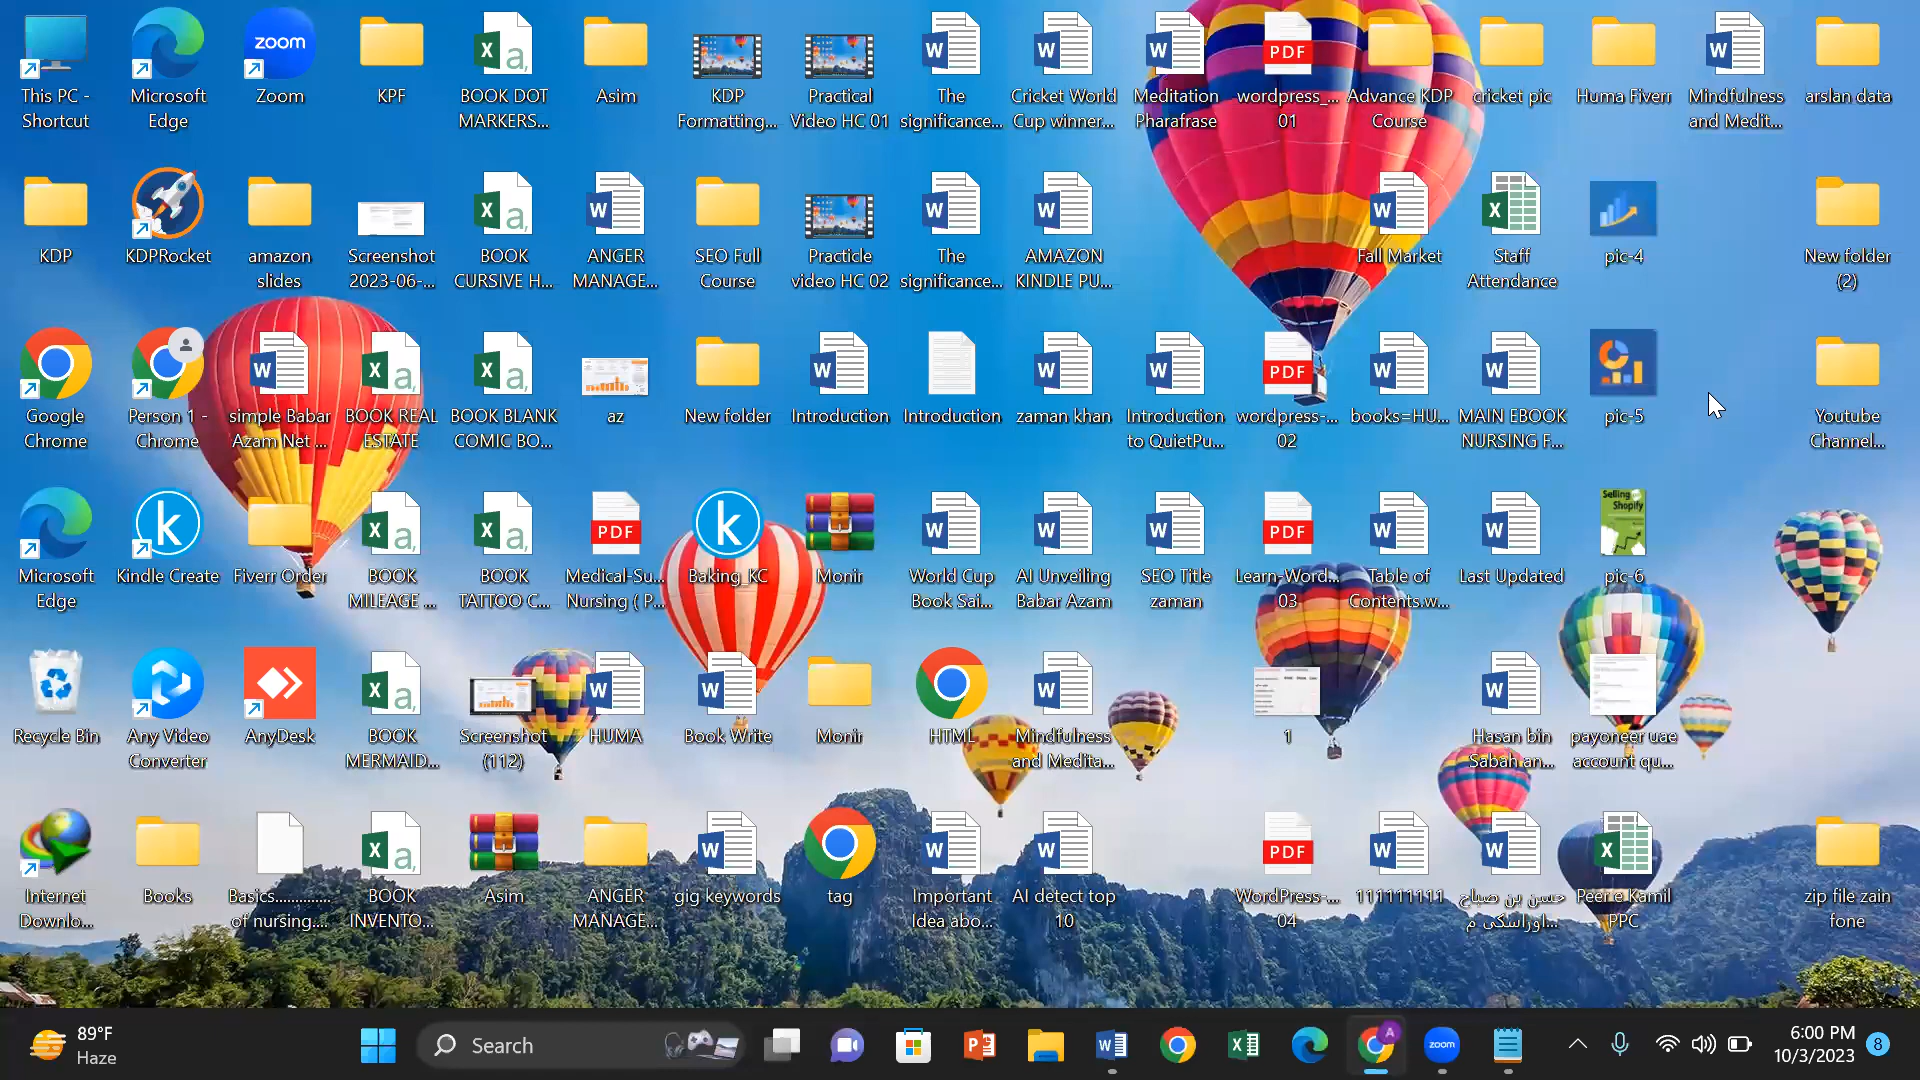 This PC -
Shortcut
Microsoft
Edge
zoom
Zoom
KPF
BOOK DOT
MARKERS...
Asim
KDP
Formatting...
Practical
Video HC 01
The
significance...
Cricket World
Cup winner...
Meditation
Pharafrase
PDF
wordpress_...
01
Advance KDP
Course
cricket pic
Huma Fiverr
Mindfulness
and Medit...
arslan data
KDP
KDPRocket
amazon
slides
Screenshot
2023-06-...
BOOK
CURSIVE H...
ANGER
MANAGE...
SEO Full
Course
Practicle
video HC 02
The
significance...
AMAZON
KINDLE PU...
Fall Market
Staff
Attendance
pic-4
New folder
(2)
Google
Chrome
Person 1 -
Chrome
simple Babar
Azam Net ...
BOOK REAL
ESTATE
BOOK BLANK
COMIC BO...
az
New folder
Introduction
Introduction
zaman khan
Introduction
to QuietPu...
PDF
wordpress-...
02
books=HU...
MAIN EBOOK
NURSING F...
pic-5
Youtube
Channel...
Microsoft
Edge
Kindle Create
Fiverr Order
BOOK
MILEAGE ...
BOOK
TATTOO C...
PDF
Medical-Su...
Nursing ( P...
Baking_KC
Monir
World Cup
Book Sai...
AI Unveiling
Babar Azam
SEO Title
zaman
PDF
Learn-Word...
03
Table of
Contents.w...
Last Updated
Selling on
Shopify
pic-6
Recycle Bin
Any Video
Converter
AnyDesk
BOOK
MERMAID...
Screenshot
(112)
HUMA
Book Write
Monir
HTML
Mindfulness
and Medita...
1
Hasan bin
Sabah an...
payoneer uae
account qu...
Internet
Downlo...
Books
Basics..............
of nursing....
BOOK
INVENTO...
Asim
ANGER
MANAGE...
gig keywords
tag
Important
Idea abo...
AI detect top
10
PDF
WordPress-...
04
111111111
حسن بن صباح
اوراسکی م...
Peer e Kamil
PPC
zip file zain
fone
89°F
Haze
Search
zoom
6:00 PM
10/3/2023
8